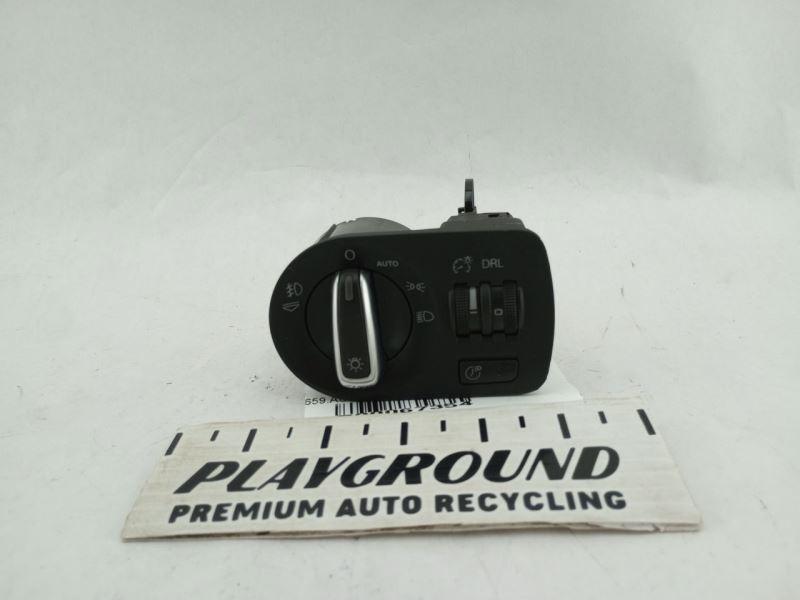 O
AUTO
DRL
PLAYGROUND
PREMIUM AUTO RECYCLING